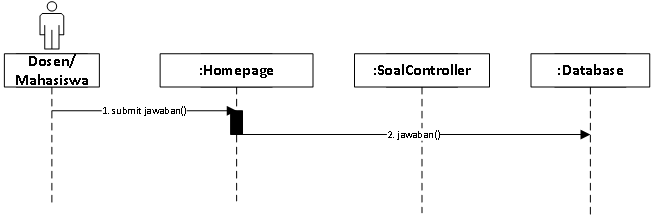 Dosen/
Mahasiswa
:Homepage
:SoalController
:Database
1. submit jawaban()
2. jawaban()